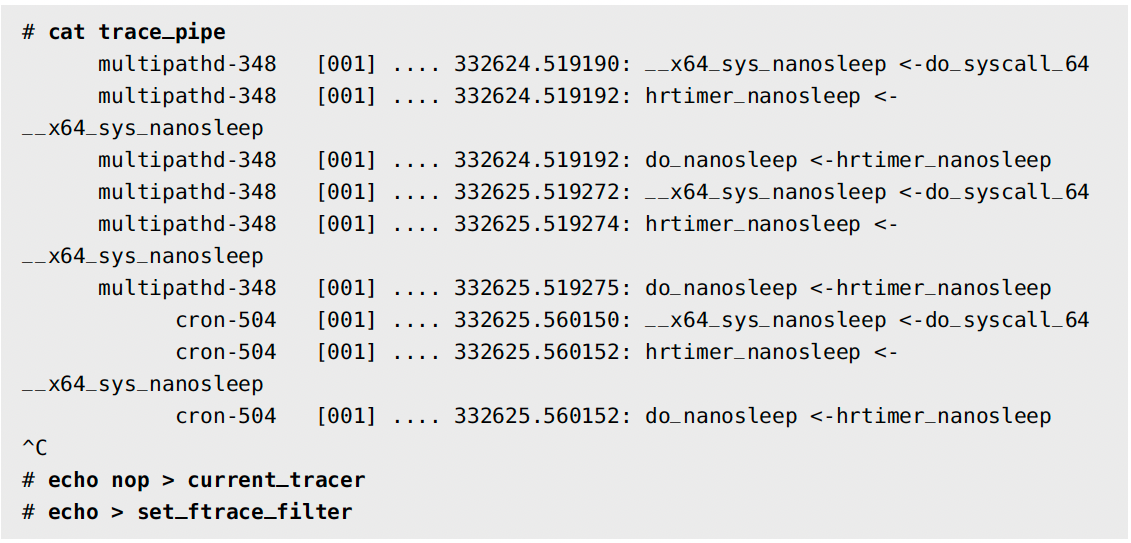 # cat trace_pipe
multipathd-348   [001] .... 332624.519190: __x64_sys_nanosleep <-do_syscall_64
multipathd-348   [001] .... 332624.519192: hrtimer_nanosleep <-
__x64_sys_nanosleep
multipathd-348   [001] .... 332624.519192: do_nanosleep <-hrtimer_nanosleep
multipathd-348   [001] .... 332625.519272: __x64_sys_nanosleep <-do_syscall_64
multipathd-348   [001] .... 332625.519274: hrtimer_nanosleep <-
__x64_sys_nanosleep
multipathd-348   [001] .... 332625.519275: do_nanosleep <-hrtimer_nanosleep
cron-504   [001] .... 332625.560150: __x64_sys_nanosleep <-do_syscall_64
cron-504   [001] .... 332625.560152: hrtimer_nanosleep <-
__x64_sys_nanosleep
cron-504   [001] .... 332625.560152: do_nanosleep <-hrtimer_nanosleep
^C
# echo nop > current_tracer
# echo > set_ftrace_filter